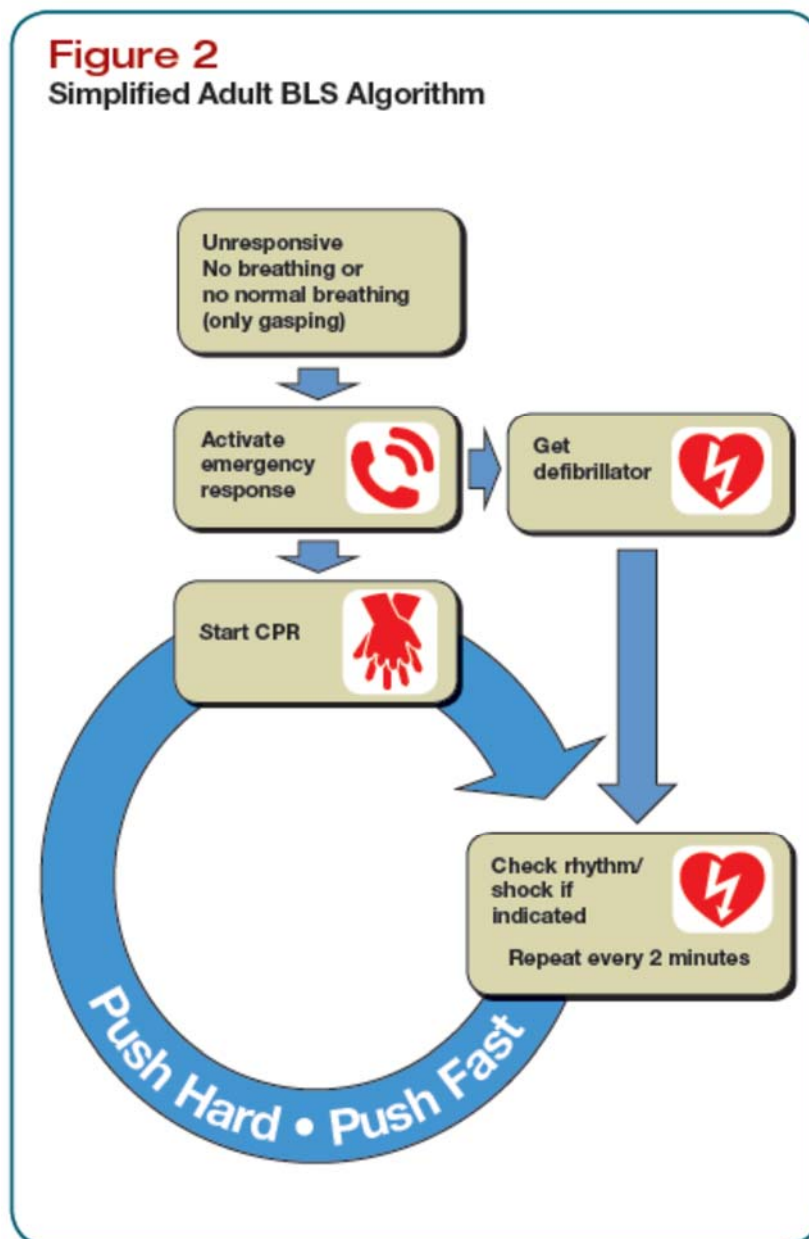 Figure 2
Simplified Adult BLS Algorithm
Unresponsive
No breathing or
no normal breathing
(only gasping)
Activate
emergency
response
Get
defibrillator
Start CPR
Check rhythm/
shock if
indicated
Repeat every 2 minutes
Push Hard • Push Fast